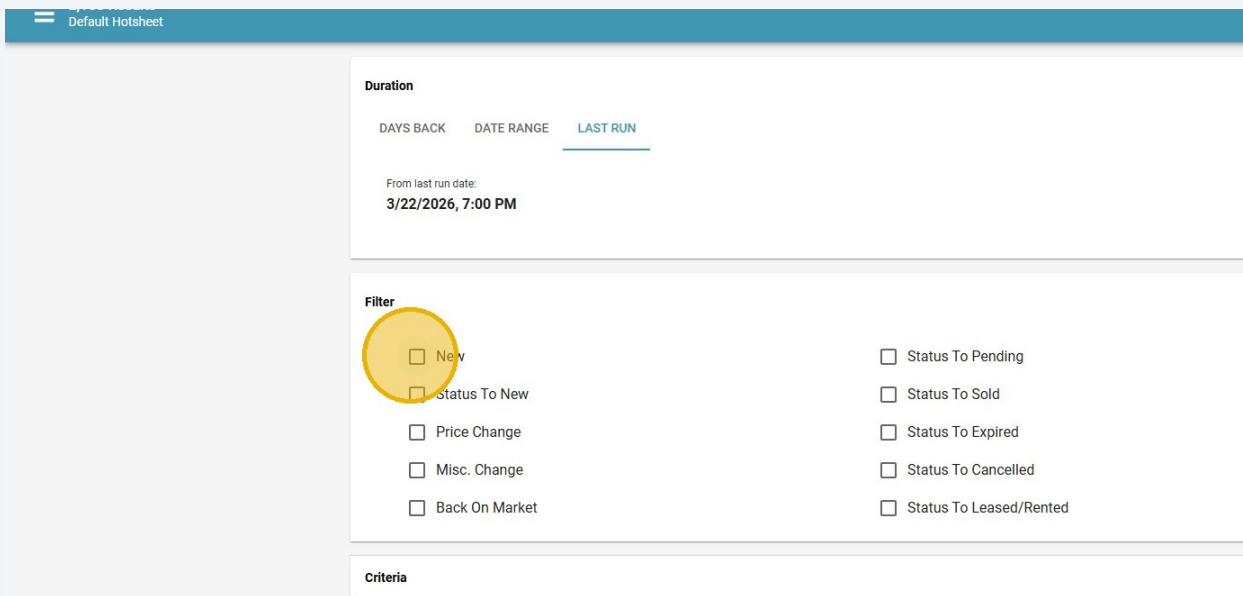 Default Hotsheet
Duration
DAYS BACK DATE RANGE LAST RUN
From last run date:
3/22/2026, 7:00 PM
Filter
New
Status To New
Price Change
Misc. Change
Back On Market
Status To Pending
Status To Sold
Status To Expired
Status To Cancelled
Status To Leased/Rented
Criteria